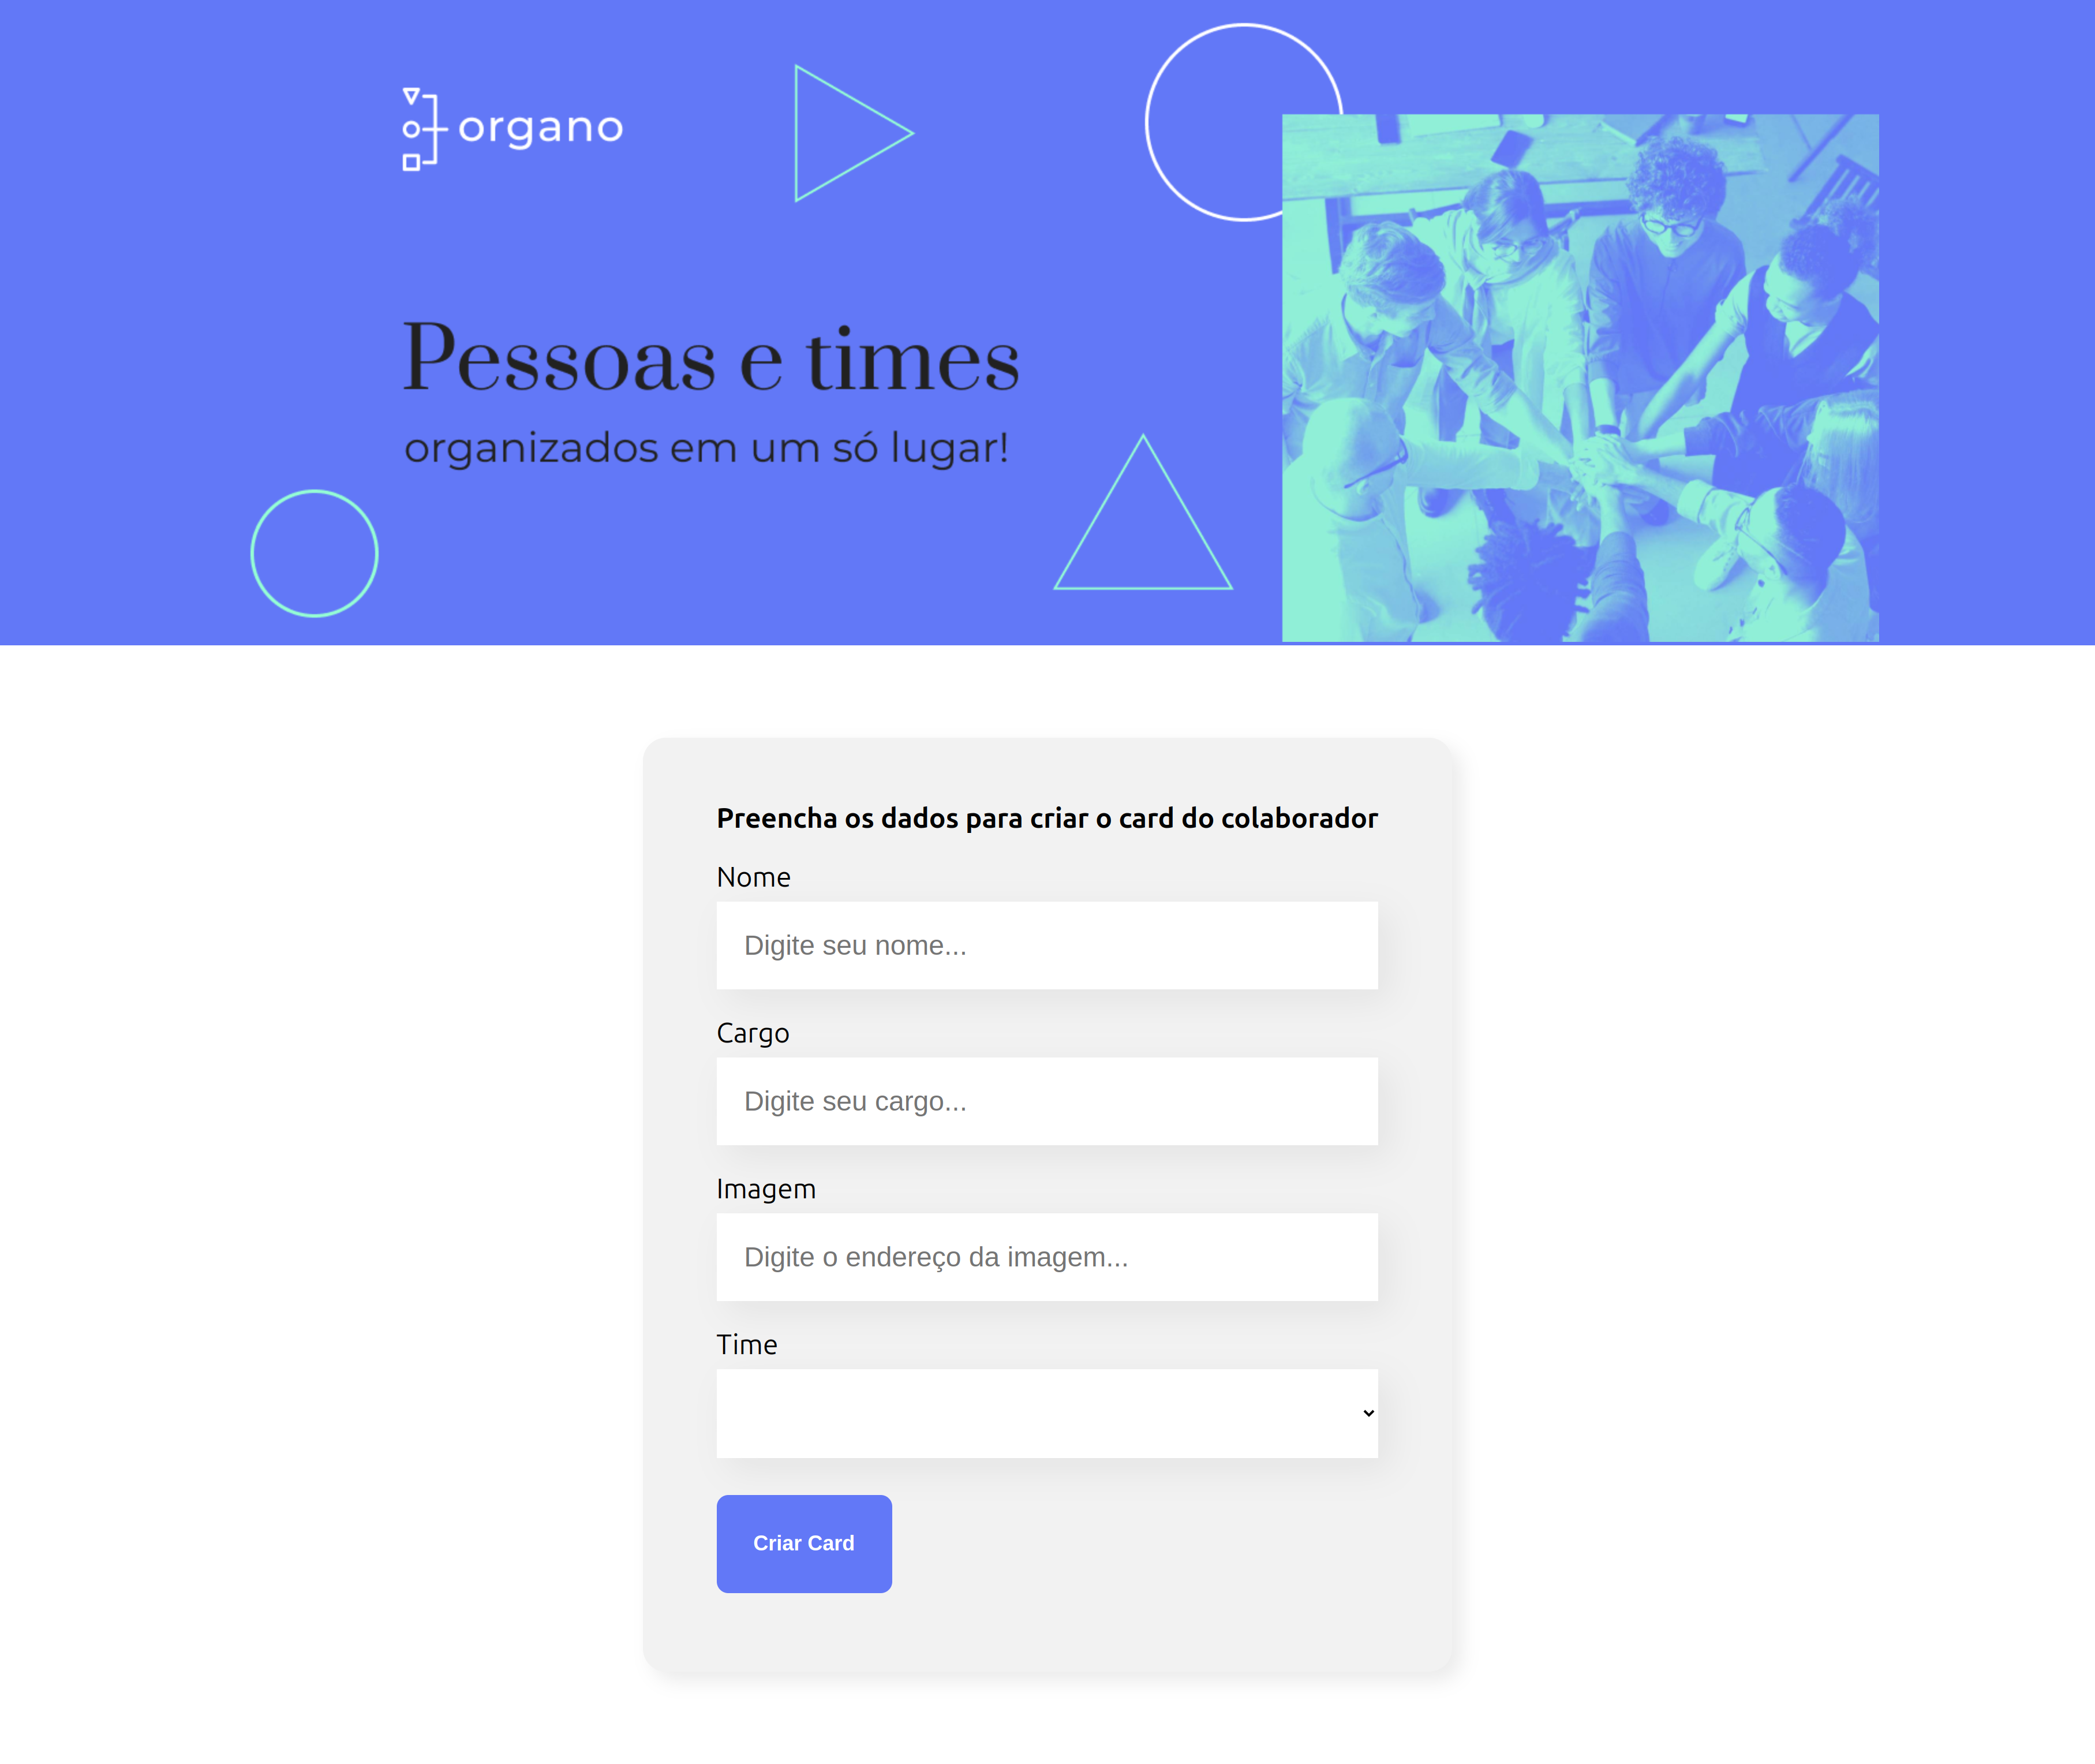 organo
Pessoas e times
organizados em um só lugar!
Preencha os dados para criar o card do colaborador
Nome
Digite seu nome...
Cargo
Digite seu cargo...
Imagem
Digite o endereço da imagem...
Time
Criar Card